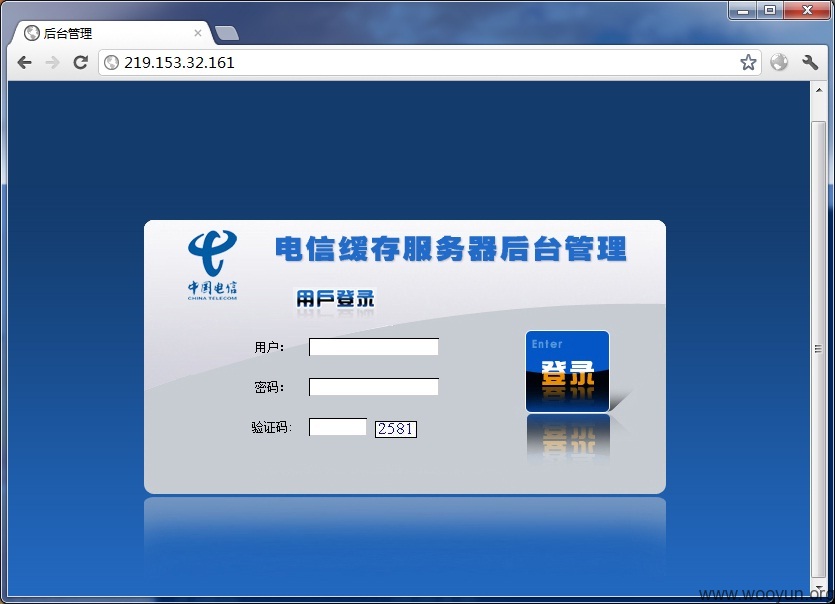 后台管理
219.153.32.161
电信缓存服务器后台管理
中国电信
CHINA TELECOM
用户登录
用户：
Enter
登录
密码：
验证码：
2581
www.wooyun.org